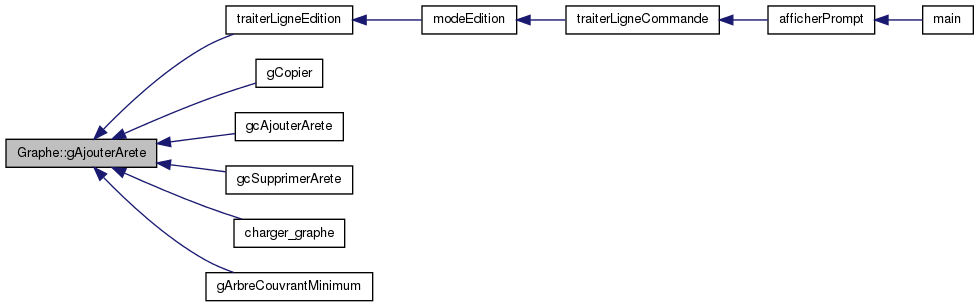 traiterLigneEdition
modeEdition
traiterLigneCommande
afficherPrompt
main
gCopier
gcAjouterArete
Graphe::gAjouterArete
gcSupprimerArete
charger_graphe
gArbreCouvrantMinimum